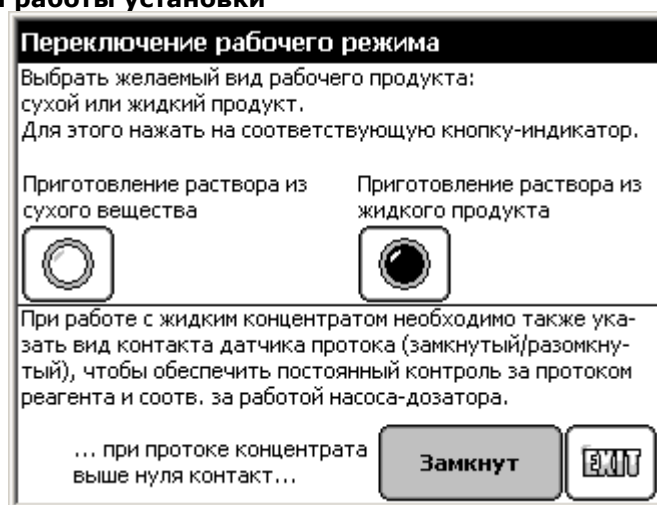 работы установки
Переключение рабочего режима
Выбрать желаемый вид рабочего продукта:
сухой или жидкий продукт.
Для этого нажать на соответствующую кнопку-индикатор.
Приготовление раствора из
сухого вещества
Приготовление раствора из
жидкого продукта
При работе с жидким концентратом необходимо также ука-
зать вид контакта датчика протока (замкнутый/разомкну-
тый), чтобы обеспечить постоянный контроль за протоком
реагента и соотв. за работой насоса-дозатора.
... при протоке концентрата
выше нуля контакт...
Замкнут
EXIT